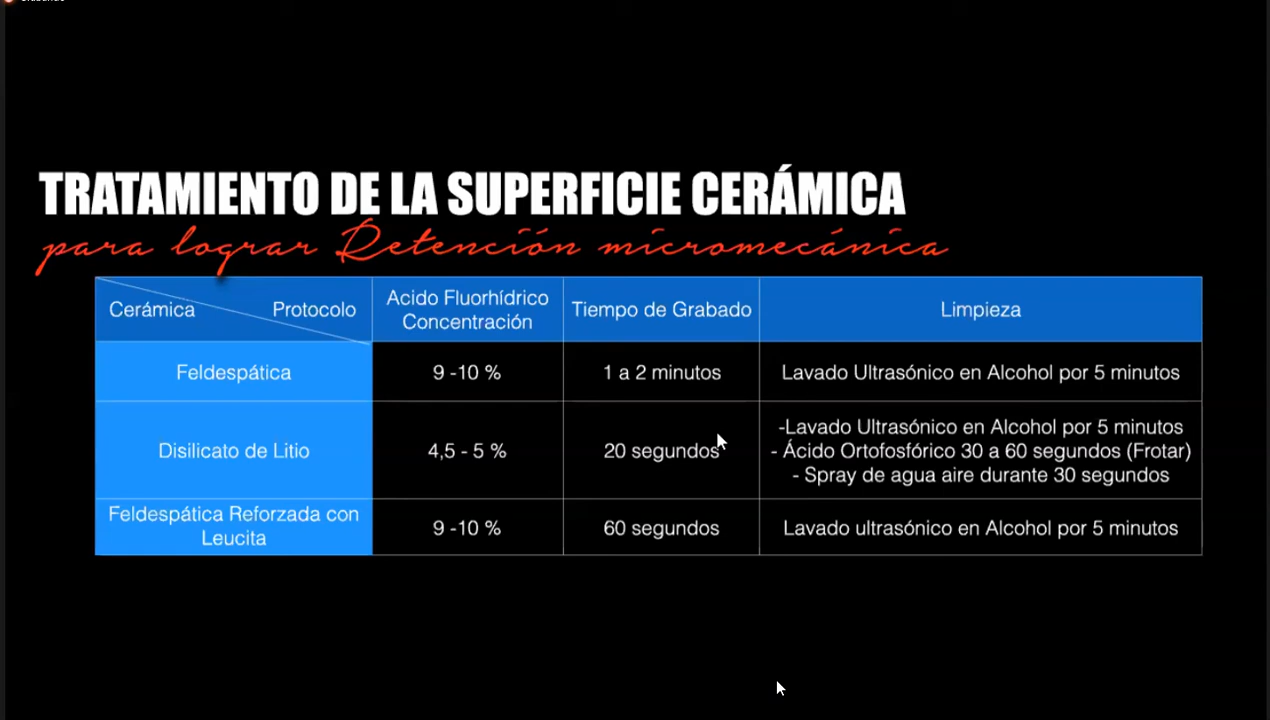 TRATAMIENTO DE LA SUPERFICIE CERÁMICA
para lograr Retención micromecánica
Cerámica
Protocolo
Acido Fluorhídrico
Concentración
Tiempo de Grabado
Limpieza
Feldespática
9 -10 %
1 a 2 minutos
Lavado Ultrasónico en Alcohol por 5 minutos
Disilicato de Litio
4,5 - 5 %
20 segundos
-Lavado Ultrasónico en Alcohol por 5 minutos
- Ácido Ortofosfórico 30 a 60 segundos (Frotar)
- Spray de agua aire durante 30 segundos
Feldespática Reforzada con
Leucita
9 -10 %
60 segundos
Lavado ultrasónico en Alcohol por 5 minutos